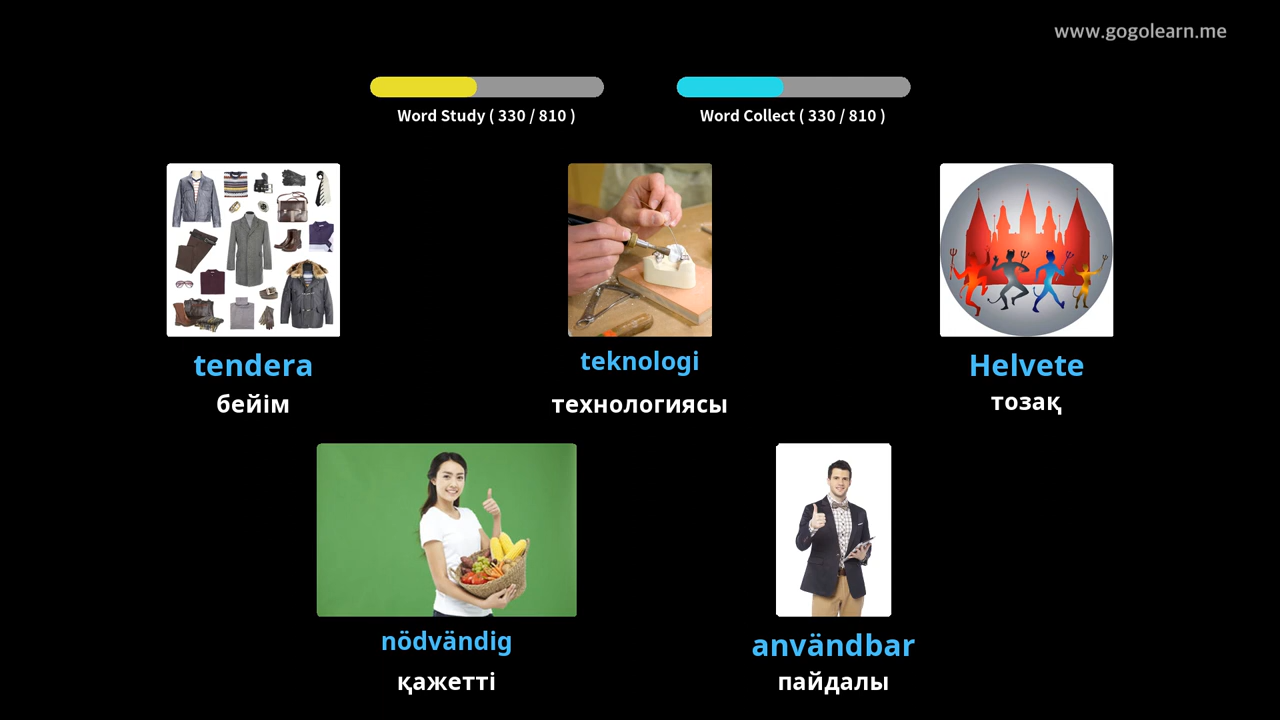 www.gogolearn.me
Word Study ( 330 / 810 )
Word Collect ( 330 / 810 )
tendera
бейім
teknologi
технологиясы
Helvete
тозақ
nödvändig
қажетті
användbar
пайдалы